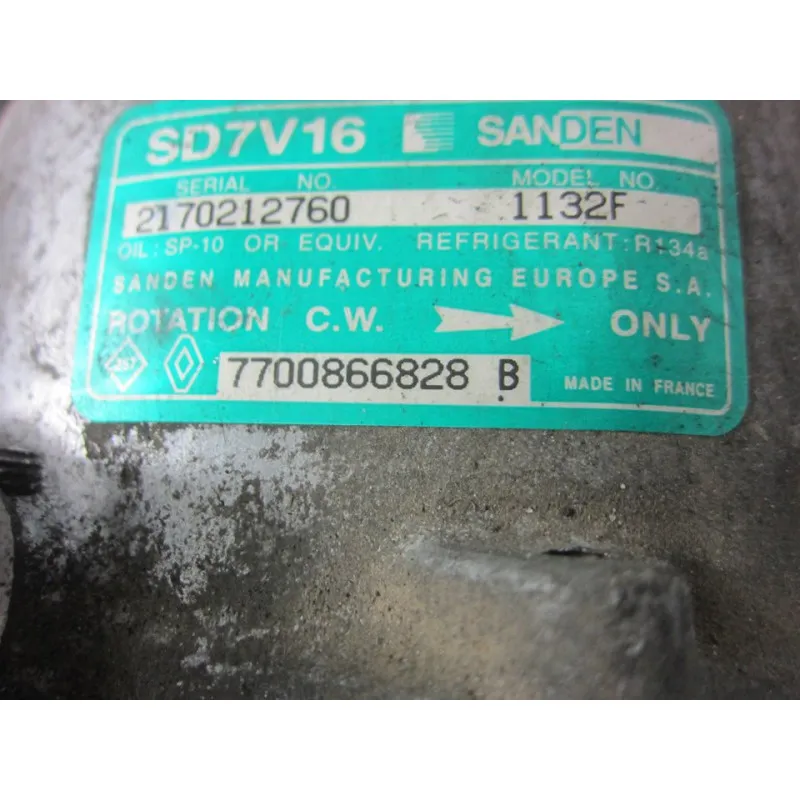 SD7V16 SANDEN
SERIAL NO. MODEL NO.
2170212760 1132F
OIL: SP-10 OR EQUIV. REFRIGERANT: R134a
SANDEN MANUFACTURING EUROPE S.A.
ROTATION C.W. ONLY
7700866828 B MADE IN FRANCE